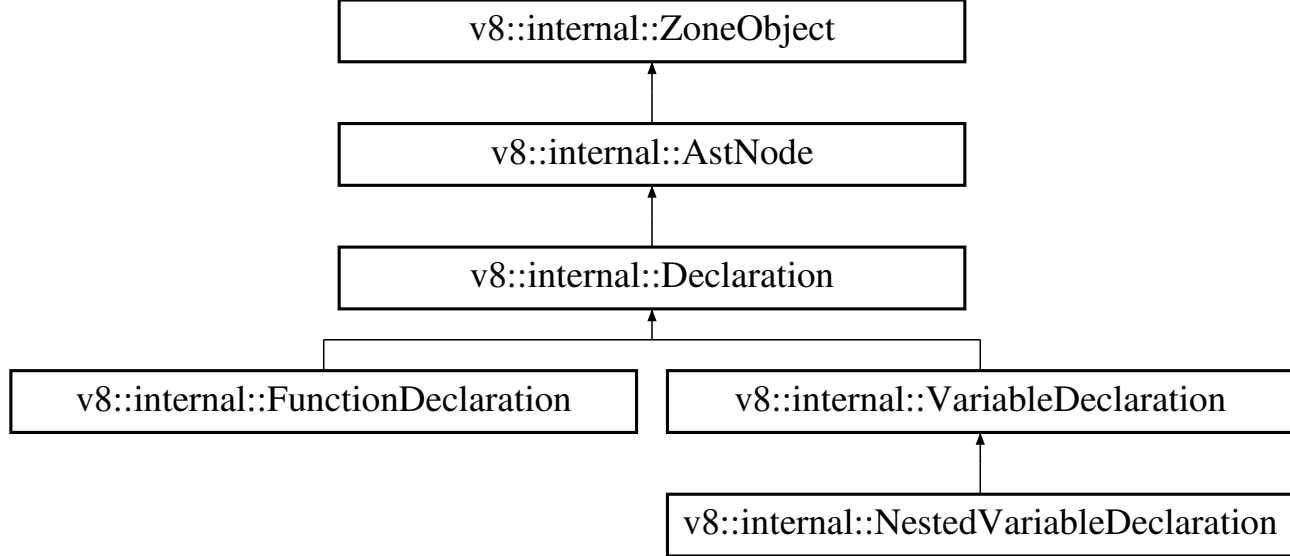 v8::internal::ZoneObject
v8::internal::AstNode
v8::internal::Declaration
v8::internal::FunctionDeclaration
v8::internal::VariableDeclaration
v8::internal::NestedVariableDeclaration